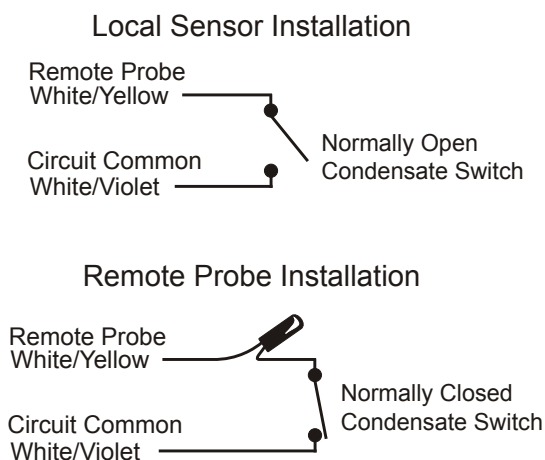 Local Sensor Installation
Remote Probe
White/Yellow
Normally Open
Condensate Switch
Circuit Common
White/Violet
Remote Probe Installation
Remote Probe
White/Yellow
Normally Closed
Condensate Switch
Circuit Common
White/Violet